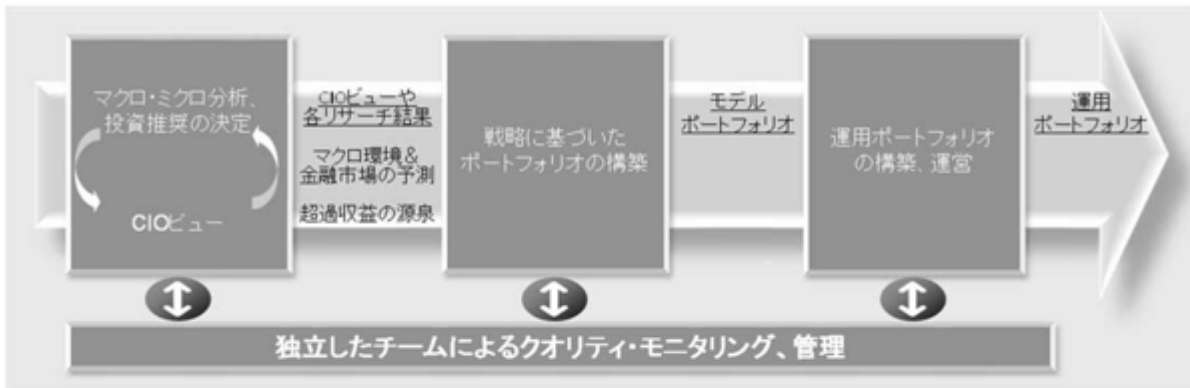 マクロ・ミクロ分析、
投資推奨の決定
CIOビュー
CIOビューや
各リサーチ結果
マクロ環境&
金融市場の予測
超過収益の源泉
戦略に基づいた
ポートフォリオの構築
モデル
ポートフォリオ
運用ポートフォリオ
の構築、運営
運用
ポートフォリオ
独立したチームによるクオリティ・モニタリング、管理